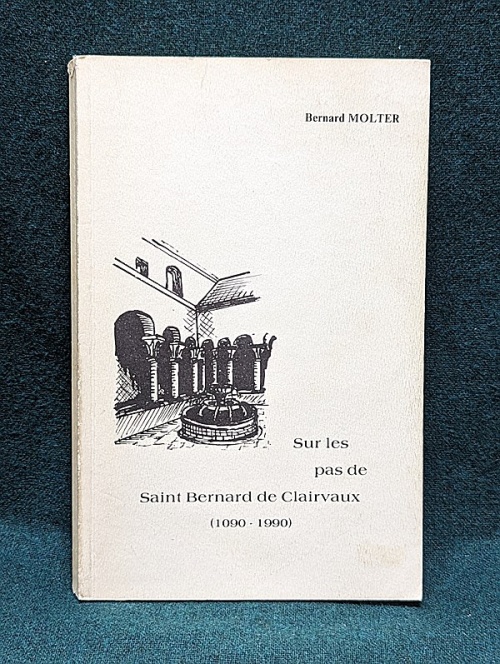 Bernard MOLTER
Sur les
pas de
Saint Bernard de Clairvaux
(1090 - 1990)